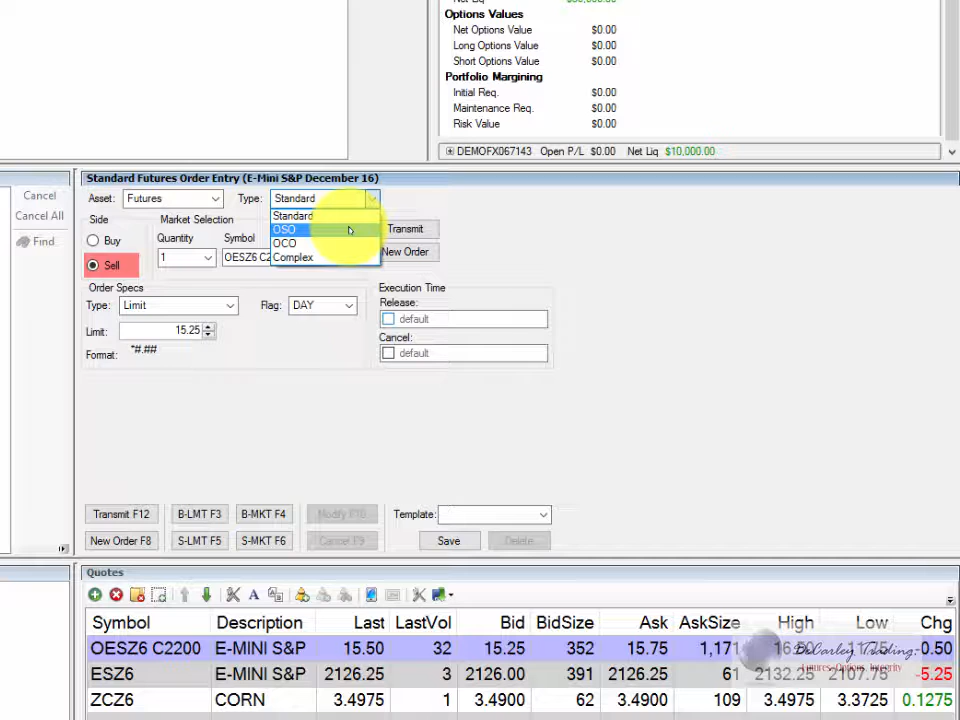 Options Values
Net Options Value $0.00
Long Options Value $0.00
Short Options Value $0.00
Portfolio Margining
Initial Req. $0.00
Maintenance Req. $0.00
Risk Value $0.00
DEMOFX067143 Open P/L $0.00 Net Liq $10,000.00
Standard Futures Order Entry (E-Mini S&P December 16)
Cancel
Cancel All
Find
Asset: Futures Type: Standard
Standard
OSO
OCO
Complex
Side
Buy
Sell
Market Selection
Quantity Symbol
1 OESZ6 C2
Transmit
New Order
Order Specs
Type: Limit Flag: DAY
Limit: 15.25
Format: *#.##
Execution Time
Release:
default
Cancel:
default
Transmit F12 B-LMT F3 B-MKT F4 Modify F10 Template:
New Order F8 S-LMT F5 S-MKT F6 Cancel F9 Save Delete
Quotes
Symbol Description Last LastVol Bid BidSize Ask AskSize High Low Chg
OESZ6 C2200 E-MINI S&P 15.50 32 15.25 352 15.75 1,171 16.50 11.75 -0.50
ESZ6 E-MINI S&P 2126.25 3 2126.00 391 2126.25 61 2132.25 2107.75 -5.25
ZCZ6 CORN 3.4975 1 3.4900 62 3.4900 109 3.4975 3.3725 0.1275
DeCarley Trading
Futures. Options. Integrity